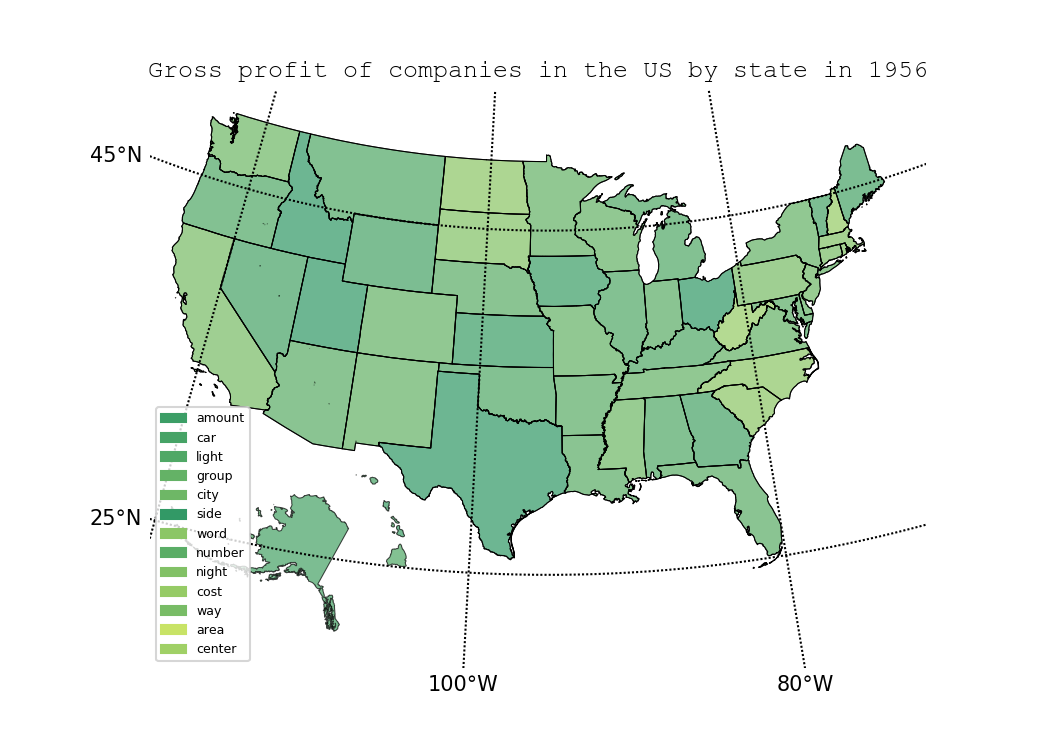 Gross profit of companies in the US by state in 1956
45°N
25°N
amount
car
light
group
city
side
word
number
night
cost
way
area
center
100°W
80°W